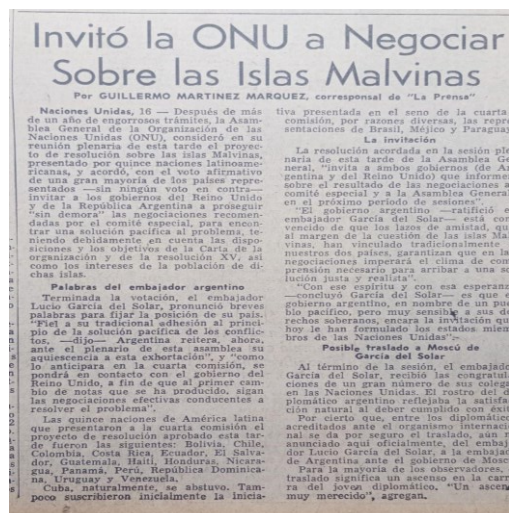 Invitó la ONU a Negociar
Sobre las Islas Malvinas
Por GUILLERMO MARTINEZ MARQUEZ, corresponsal de "La Prensa"
Naciones Unidas, 16 — Después de más
de un año de engorrosos trámites, la Asam-
blea General de la Organización de las
Naciones Unidas (ONU), consideró en su
reunión plenaria de esta tarde el proyec-
to de resolución sobre las islas Malvinas,
presentado por quince naciones latinoame-
ricanas, y acordó, con el voto afirmativo
de una gran mayoría de los países repre-
sentados —sin ningún voto en contra—
invitar a los gobiernos del Reino Unido
y de la República Argentina a proseguir
"sin demora" las negociaciones recomen-
dadas por el comité especial, para encon-
trar una solución pacífica al problema, te-
niendo debidamente en cuenta las dispo-
siciones y los objetivos de la Carta de la
organización y de la resolución XV, así
como los intereses de la población de di-
chas islas.
Palabras del embajador argentino
Terminada la votación, el embajador
Lucio García del Solar, pronunció breves
palabras para fijar la posición de su país.
"Fiel a su tradicional adhesión al princi-
pio de la solución pacífica de los conflic-
tos, —dijo— Argentina reitera, ahora,
ante el plenario de esta asamblea su
aquiescencia a esta exhortación", y "como
lo anticipara en la cuarta comisión, se
pondrá en contacto con el gobierno del
Reino Unido, a fin de que al primer cam-
bio de notas que se ha producido, sigan
las negociaciones efectivas conducentes a
resolver el problema".
Las quince naciones de América latina
que presentaron a la cuarta comisión el
proyecto de resolución aprobado esta tar-
de fueron las siguientes: Bolivia, Chile,
Colombia, Costa Rica, Ecuador, El Salva-
dor, Guatemala, Haití, Honduras, Nicara-
gua, Panamá, Perú, República Dominica-
na, Uruguay y Venezuela.
Cuba, naturalmente, se abstuvo. Tam-
poco suscribieron inicialmente la inicia-
tiva presentada en el seno de la cuarta
comisión, por razones diversas, las repre
sentaciones de Brasil, Méjico y Paraguay
La invitación
La resolución acordada en la sesión ple
naria de esta tarde de la Asamblea Ge
neral, "invita a ambos gobiernos (de Ar
gentina y del Reino Unido) que informen
sobre el resultado de las negociaciones a
comité especial y a la Asamblea General
en el próximo período de sesiones".
"El gobierno argentino —ratificó e
embajador García del Solar— está con
vencido de que los lazos de amistad, qu
al margen de la cuestión de las islas Mal
vinas, han vinculado tradicionalmente
nuestros dos países, garantizan que en la
negociaciones imperará el clima de com
prensión necesario para arribar a una so
lución justa y realista".
"Con ese espíritu y con esa esperanz
—concluyó García del Solar— es que e
gobierno argentino, en nombre de un pue
blo pacífico, pero muy sensible a sus de
rechos soberanos, encara la invitación qu
hoy le han formulado los estados miem
bros de las Naciones Unidas":-
Posible traslado a Moscú de
García del Solar
Al término de la sesión, el embajado
García del Solar, recibió las congratul
ciones de un gran número de sus colega
en las Naciones Unidas. El rostro del d
plomático argentino reflejaba la satisfac
ción natural al deber cumplido con éxit
Por cierto que, entre los diplomático
acreditados ante el organismo internacio
nal se da por seguro el traslado, aún n
anunciado aquí oficialmente, del embaj
dor Lucio García del Solar, a la embajad
de Argentina ante el gobierno de Mosc
Para la mayoría de los observadores,
traslado significa un ascenso en la carr
ra del joven diplomático. "Un ascens
muy merecido", agregan.